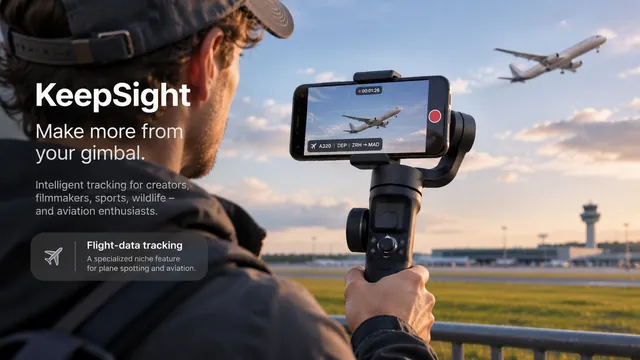 KeepSight
Make more from
your gimbal.
Intelligent tracking for creators,
filmmakers, sports, wildlife –
and aviation enthusiasts.
Flight-data tracking
A specialized niche feature
for plane spotting and aviation.
00:01:26
A320 | DEP | ZRH → MAD